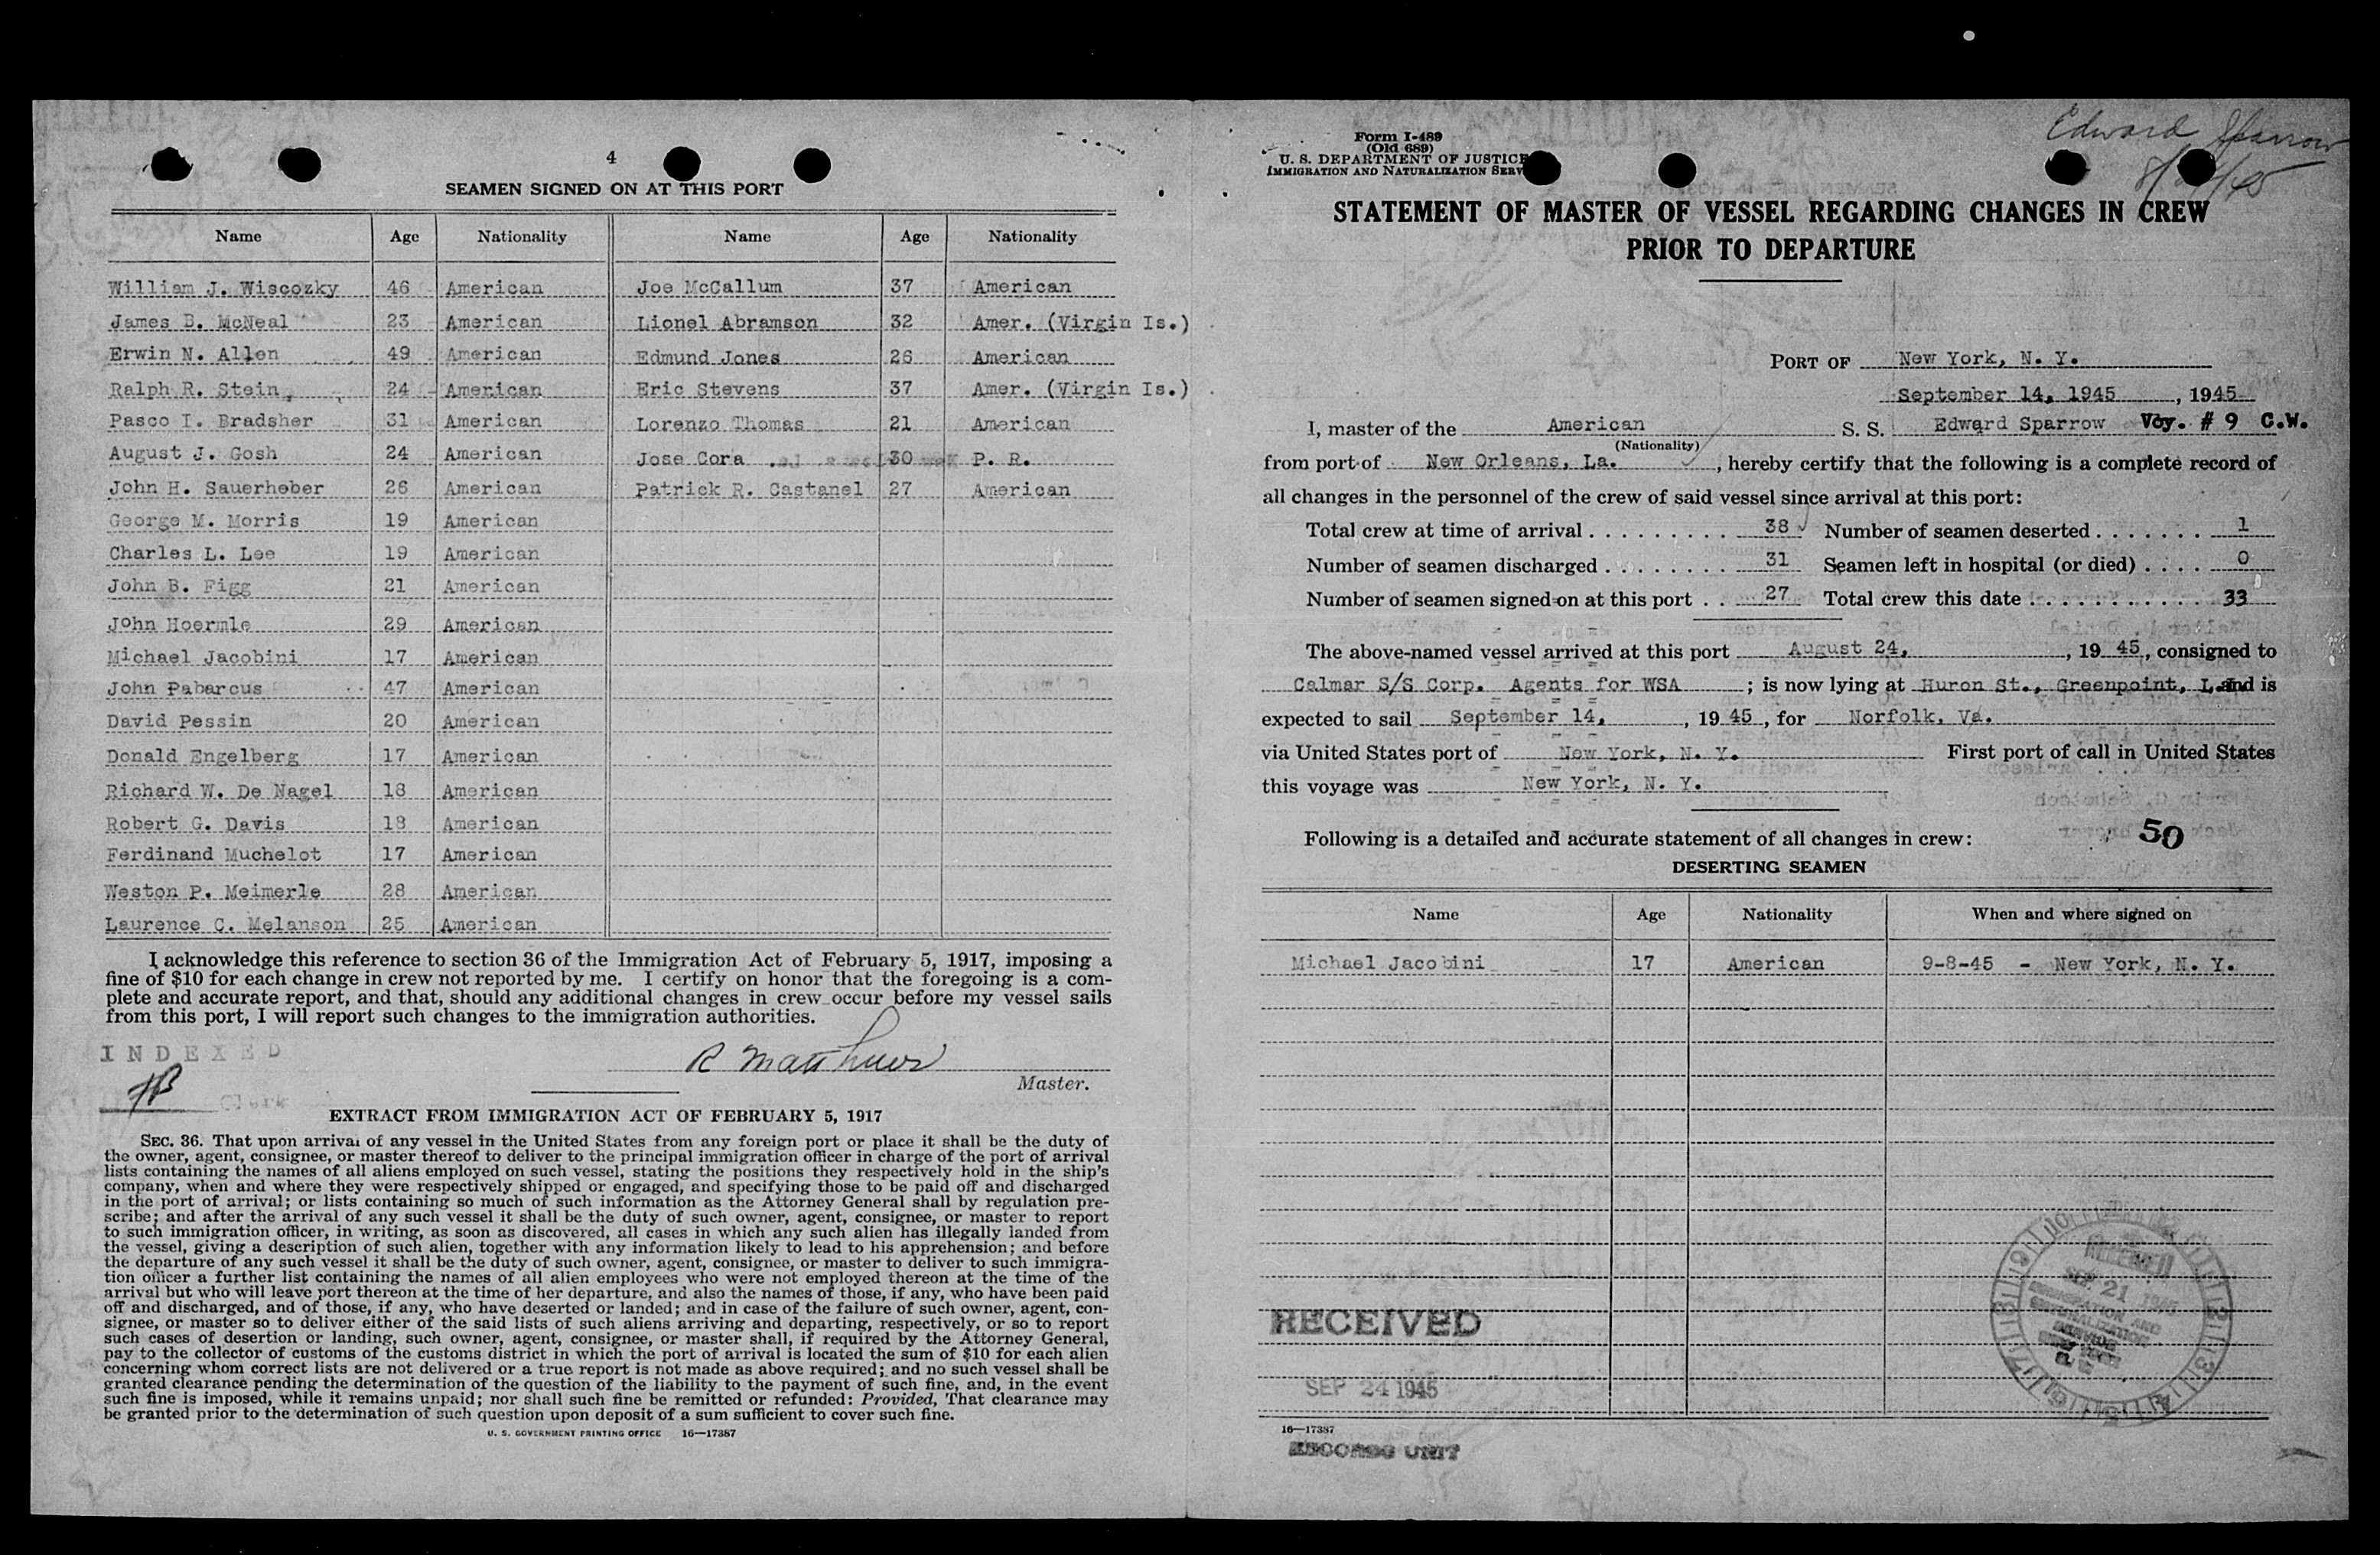 4
SEAMEN SIGNED ON AT THIS PORT
Name Age Nationality Name Age Nationality
William J. Wiscozky 46 American Joe McCallum 37 American
James B. McNeal 23 American Lionel Abramson 32 Amer. (Virgin Is.)
Erwin N. Allen 49 American Edmund Jones 26 American
Ralph R. Stein 24 American Eric Stevens 37 Amer. (Virgin Is.)
Pasco I. Bradsher 31 American Lorenzo Thomas 21 American
August J. Gosh 24 American Jose Cora 30 P. R.
John H. Sauerheber 26 American Patrick R. Castanel 27 American
George M. Morris 19 American
Charles L. Lee 19 American
John B. Figg 21 American
John Hoermle 29 American
Michael Jacobini 17 American
John Pabarcus 47 American
David Pessin 20 American
Donald Engelberg 17 American
Richard W. De Nagel 18 American
Robert G. Davis 18 American
Ferdinand Muchelot 17 American
Weston P. Meimerle 28 American
Laurence C. Melanson 25 American
I acknowledge this reference to section 36 of the Immigration Act of February 5, 1917, imposing a
fine of $10 for each change in crew not reported by me. I certify on honor that the foregoing is a com-
plete and accurate report, and that, should any additional changes in crew occur before my vessel sails
from this port, I will report such changes to the immigration authorities.
INDEXED
R Matthews
Master.
Clerk
EXTRACT FROM IMMIGRATION ACT OF FEBRUARY 5, 1917
SEC. 36. That upon arrival of any vessel in the United States from any foreign port or place it shall be the duty of
the owner, agent, consignee, or master thereof to deliver to the principal immigration officer in charge of the port of arrival
lists containing the names of all aliens employed on such vessel, stating the positions they respectively hold in the ship's
company, when and where they were respectively shipped or engaged, and specifying those to be paid off and discharged
in the port of arrival; or lists containing so much of such information as the Attorney General shall by regulation pre-
scribe; and after the arrival of any such vessel it shall be the duty of such owner, agent, consignee, or master to report
to such immigration officer, in writing, as soon as discovered, all cases in which any such alien has illegally landed from
the vessel, giving a description of such alien, together with any information likely to lead to his apprehension; and before
the departure of any such vessel it shall be the duty of such owner, agent, consignee, or master to deliver to such immigra-
tion officer a further list containing the names of all alien employees who were not employed thereon at the time of the
arrival but who will leave port thereon at the time of her departure, and also the names of those, if any, who have been paid
off and discharged, and of those, if any, who have deserted or landed; and in case of the failure of such owner, agent, con-
signee, or master so to deliver either of the said lists of such aliens arriving and departing, respectively, or so to report
such cases of desertion or landing, such owner, agent, consignee, or master shall, if required by the Attorney General,
pay to the collector of customs of the customs district in which the port of arrival is located the sum of $10 for each alien
concerning whom correct lists are not delivered or a true report is not made as above required; and no such vessel shall be
granted clearance pending the determination of the question of the liability to the payment of such fine, and, in the event
such fine is imposed, while it remains unpaid; nor shall such fine be remitted or refunded: Provided, That clearance may
be granted prior to the determination of such question upon deposit of a sum sufficient to cover such fine.
U. S. GOVERNMENT PRINTING OFFICE 16—17387
Edward Sparrow
Form I-489
(Old 689)
U. S. DEPARTMENT OF JUSTICE
IMMIGRATION AND NATURALIZATION SERV
STATEMENT OF MASTER OF VESSEL REGARDING CHANGES IN CREW
PRIOR TO DEPARTURE
PORT OF New York, N. Y.
September 14, 1945, 1945
I, master of the American S. S. Edward Sparrow Voy. # 9 C.W.
(Nationality)
from port of New Orleans, La., hereby certify that the following is a complete record of
all changes in the personnel of the crew of said vessel since arrival at this port:
Total crew at time of arrival 38 Number of seamen deserted 1
Number of seamen discharged 31 Seamen left in hospital (or died) 0
Number of seamen signed on at this port 27 Total crew this date 33
The above-named vessel arrived at this port August 24, 1945, consigned to
Calmar S/S Corp. Agents for WSA; is now lying at Huron St., Greenpoint, L.I. and is
expected to sail September 14, 1945, for Norfolk, Va.
via United States port of New York, N. Y. First port of call in United States
this voyage was New York, N. Y.
Following is a detailed and accurate statement of all changes in crew: 50
DESERTING SEAMEN
Name Age Nationality When and where signed on
Michael Jacobini 17 American 9-8-45 - New York, N. Y.
RECEIVED
SEP 21 1945
IMMIGRATION AND
NATURALIZATION
RECEIVED
SEP 24 1945
16—17387
RECORDS UNIT